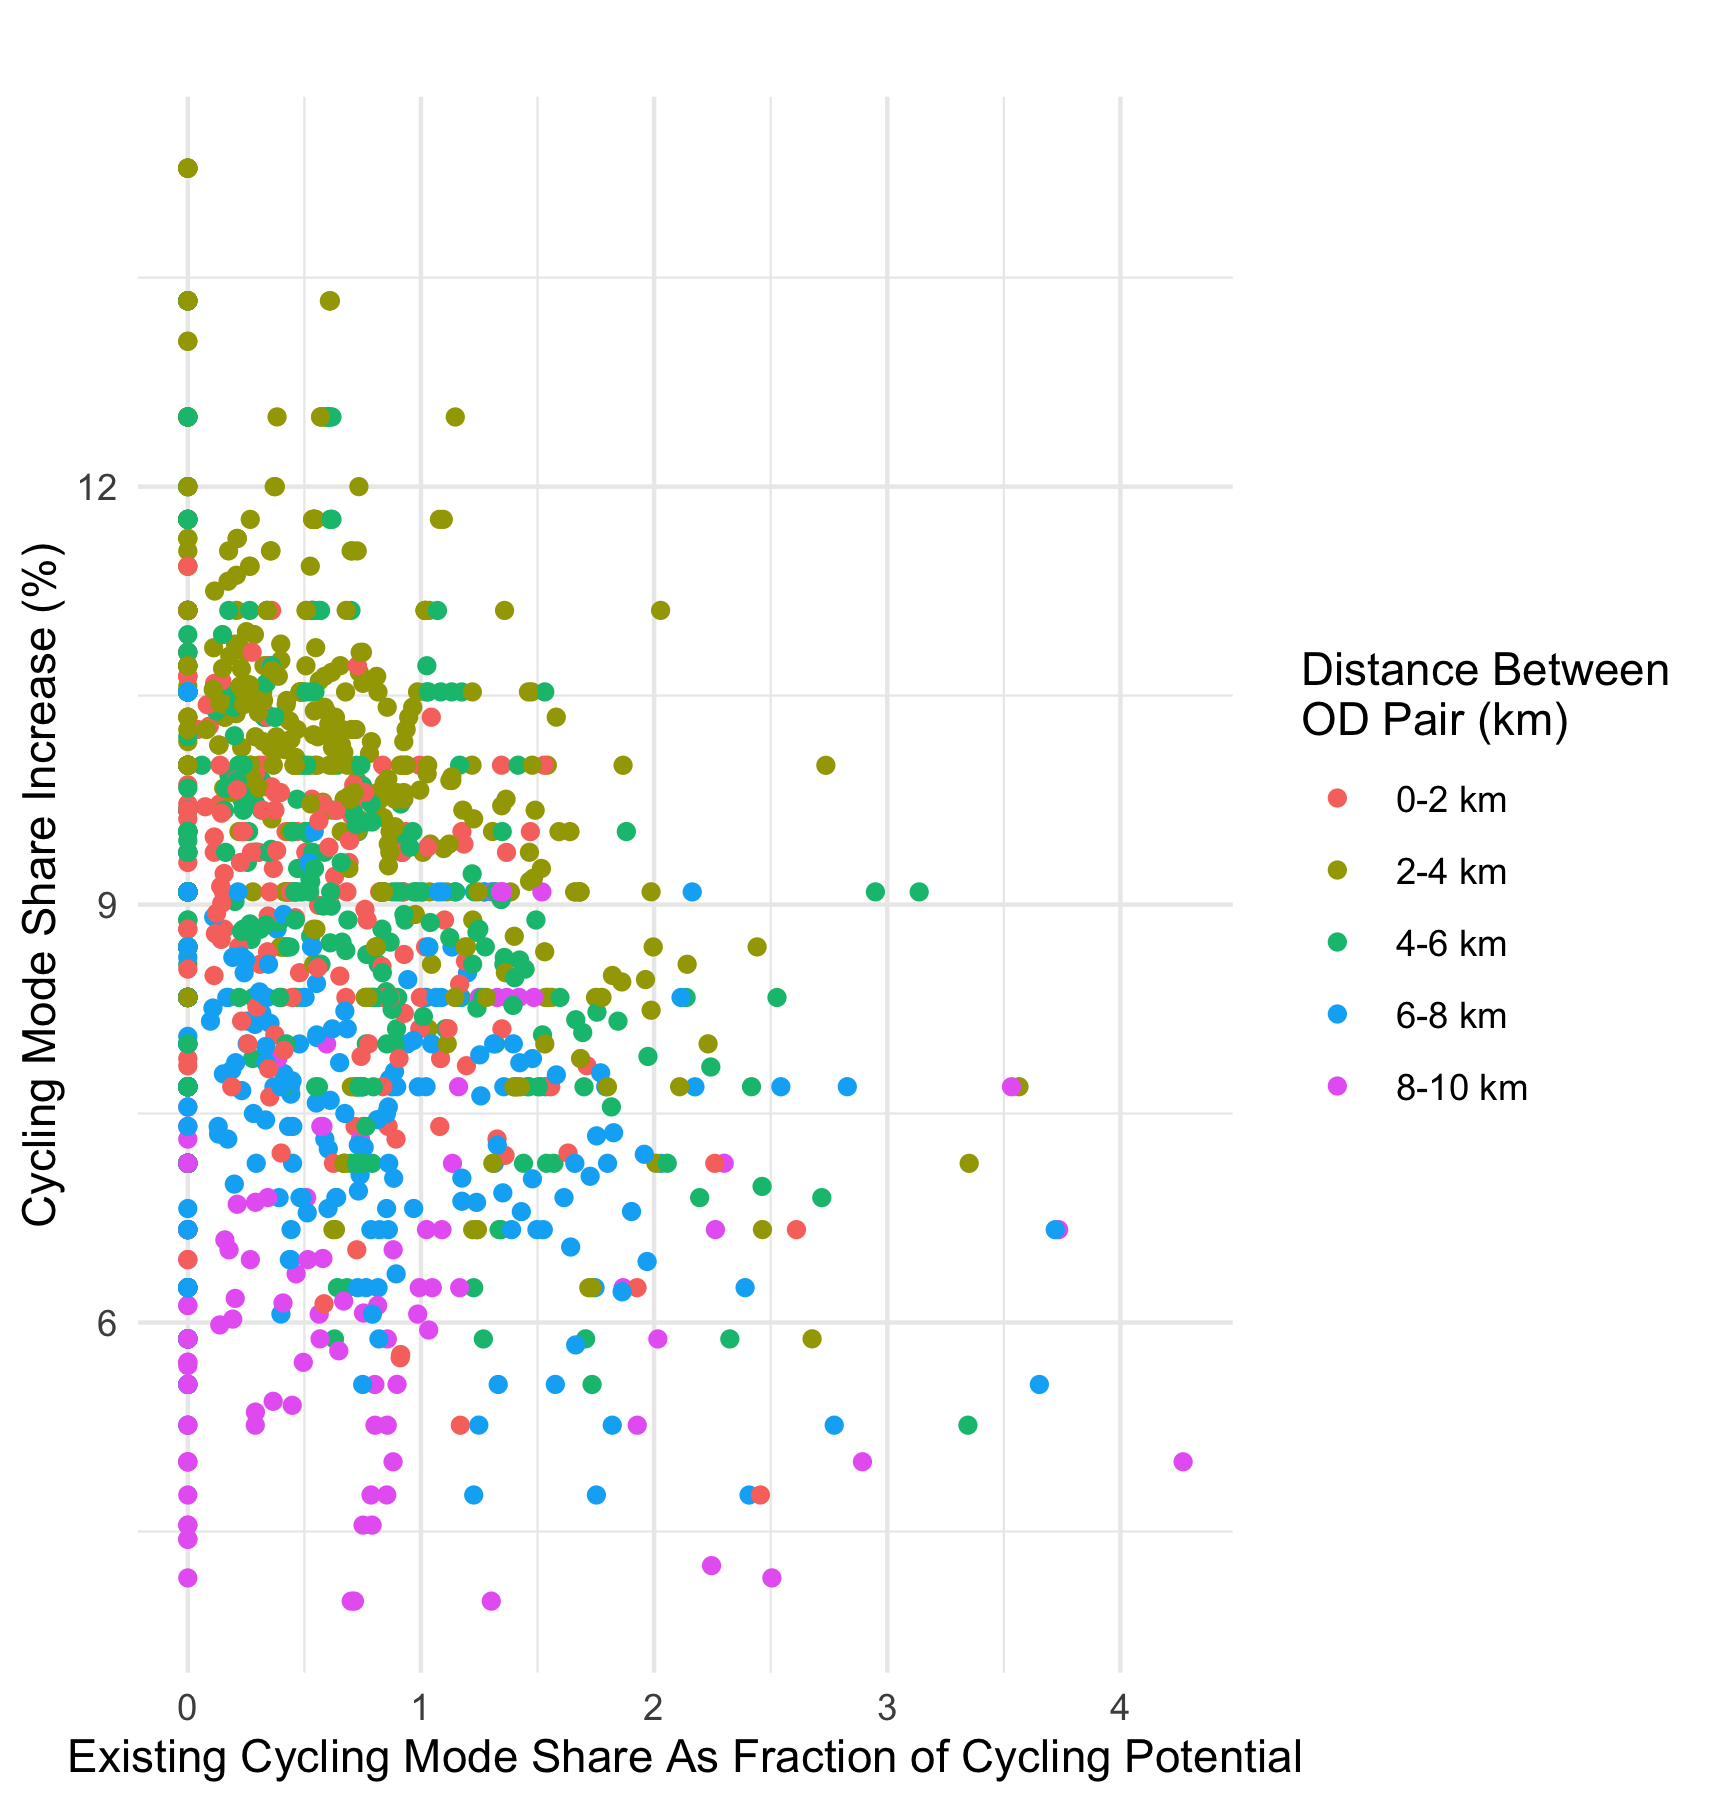 12
9
6
Cycling Mode Share Increase (%)
0 1 2 3 4
Existing Cycling Mode Share As Fraction of Cycling Potential
Distance Between
OD Pair (km)
0-2 km
2-4 km
4-6 km
6-8 km
8-10 km